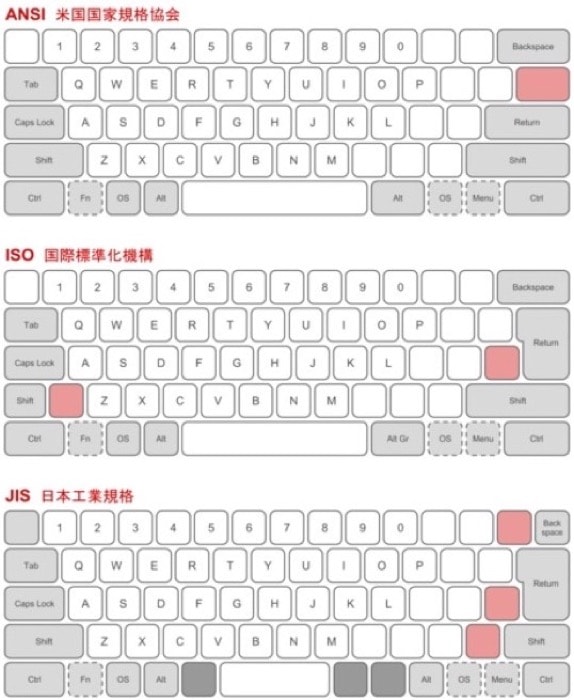 ANSI 米国国家規格協会
1 2 3 4 5 6 7 8 9 0 Backspace
Tab Q W E R T Y U I O P
Caps Lock A S D F G H J K L Return
Shift Z X C V B N M Shift
Ctrl Fn OS Alt Alt OS Menu Ctrl
ISO 国際標準化機構
1 2 3 4 5 6 7 8 9 0 Backspace
Tab Q W E R T Y U I O P Return
Caps Lock A S D F G H J K L
Shift Z X C V B N M Shift
Ctrl Fn OS Alt Alt Gr OS Menu Ctrl
JIS 日本工業規格
1 2 3 4 5 6 7 8 9 0 Back space
Tab Q W E R T Y U I O P Return
Caps Lock A S D F G H J K L
Shift Z X C V B N M Shift
Ctrl Fn OS Alt Alt OS Menu Ctrl